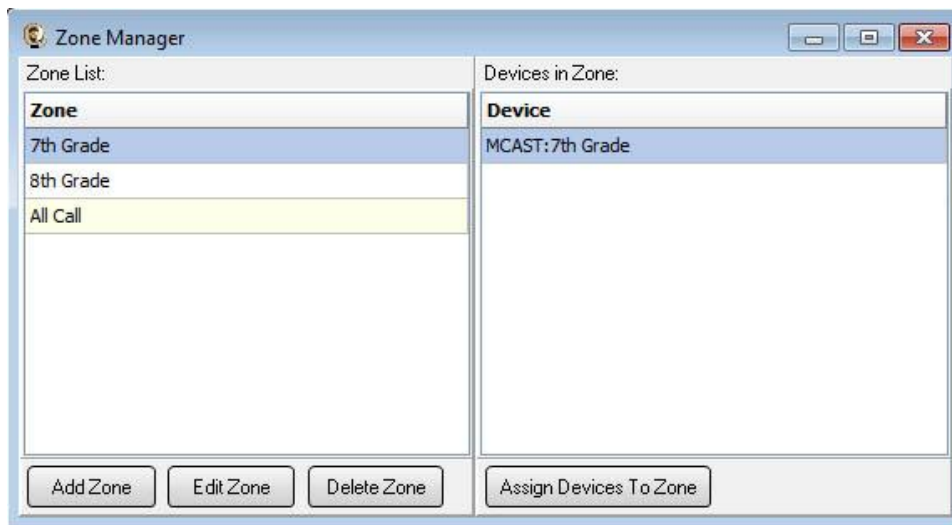 Zone Manager
Zone List:
Zone
7th Grade
8th Grade
All Call
Add Zone
Edit Zone
Delete Zone
Devices in Zone:
Device
MCAST:7th Grade
Assign Devices To Zone